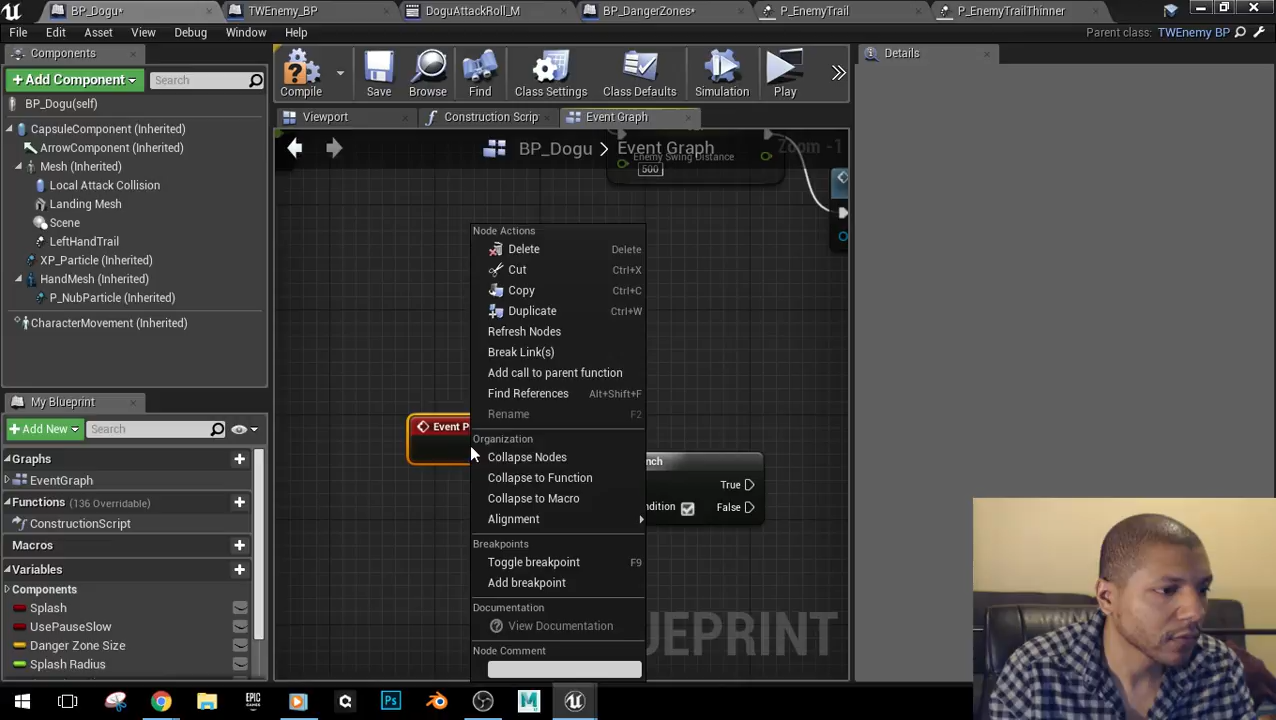 BP_Dogu*
TWEnemy_BP
DoguAttackRoll_M
BP_DangerZones*
P_EnemyTrail
P_EnemyTrailThinner
File Edit Asset View Debug Window Help
Parent class: TWEnemy BP
Components
+Add Component
Search
BP_Dogu(self)
CapsuleComponent (Inherited)
ArrowComponent (Inherited)
Mesh (Inherited)
Local Attack Collision
Landing Mesh
Scene
LeftHandTrail
XP_Particle (Inherited)
HandMesh (Inherited)
P_NubParticle (Inherited)
CharacterMovement (Inherited)
My Blueprint
+Add New
Search
Graphs
EventGraph
Functions (136 Overridable)
ConstructionScript
Macros
Variables
Components
Splash
UsePauseSlow
Danger Zone Size
Splash Radius
Compile
Save
Browse
Find
Class Settings
Class Defaults
Simulation
Play
Viewport
Construction Scrip
Event Graph
BP_Dogu > Event Graph
Zoom -1
Enemy Swing Distance
500
Node Actions
Delete Delete
Cut Ctrl+X
Copy Ctrl+C
Duplicate Ctrl+W
Refresh Nodes
Break Link(s)
Add call to parent function
Find References Alt+Shift+F
Rename F2
Organization
Collapse Nodes
Collapse to Function
Collapse to Macro
Alignment
Breakpoints
Toggle breakpoint F9
Add breakpoint
Documentation
View Documentation
Node Comment
Event P
nch
True
ndition
False
UEPRINT
Details